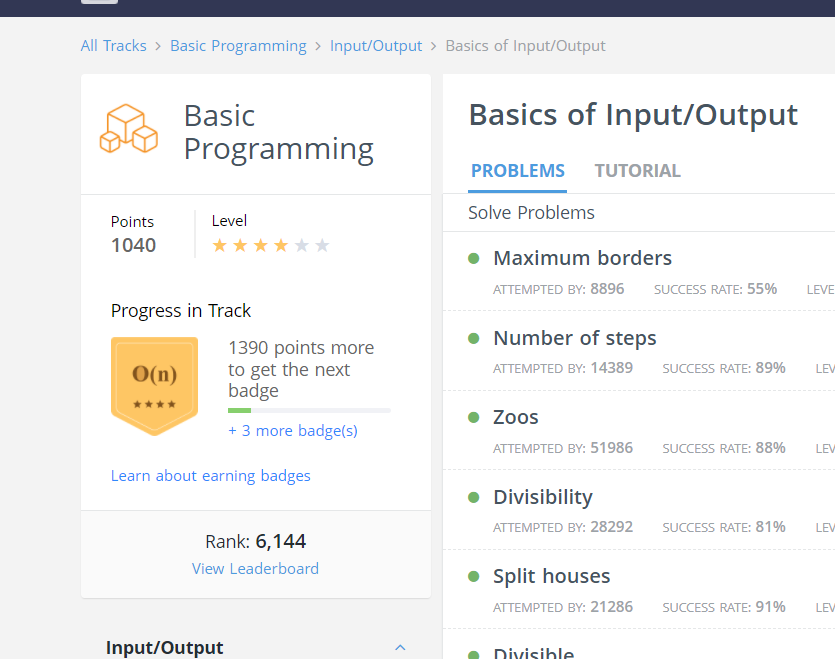 All Tracks > Basic Programming > Input/Output > Basics of Input/Output
Basic
Programming
Points
1040
Level
Progress in Track
O(n)
1390 points more
to get the next
badge
+ 3 more badge(s)
Learn about earning badges
Rank: 6,144
View Leaderboard
Input/Output
Basics of Input/Output
PROBLEMS TUTORIAL
Solve Problems
Maximum borders
ATTEMPTED BY: 8896 SUCCESS RATE: 55% LEVE
Number of steps
ATTEMPTED BY: 14389 SUCCESS RATE: 89% LEV
Zoos
ATTEMPTED BY: 51986 SUCCESS RATE: 88% LEV
Divisibility
ATTEMPTED BY: 28292 SUCCESS RATE: 81% LEV
Split houses
ATTEMPTED BY: 21286 SUCCESS RATE: 91% LEV
Divisible